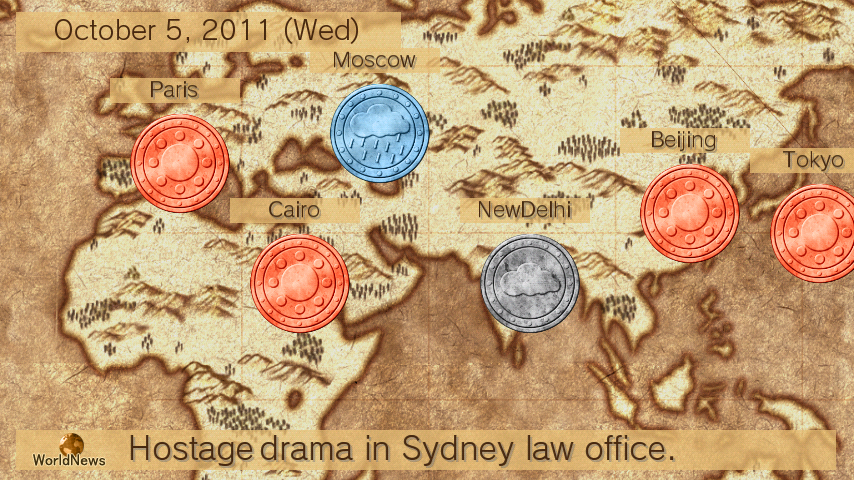 October 5, 2011 (Wed)
Moscow
Paris
Beijing
Tokyo
Cairo
NewDelhi
Hostage drama in Sydney law office.
WorldNews